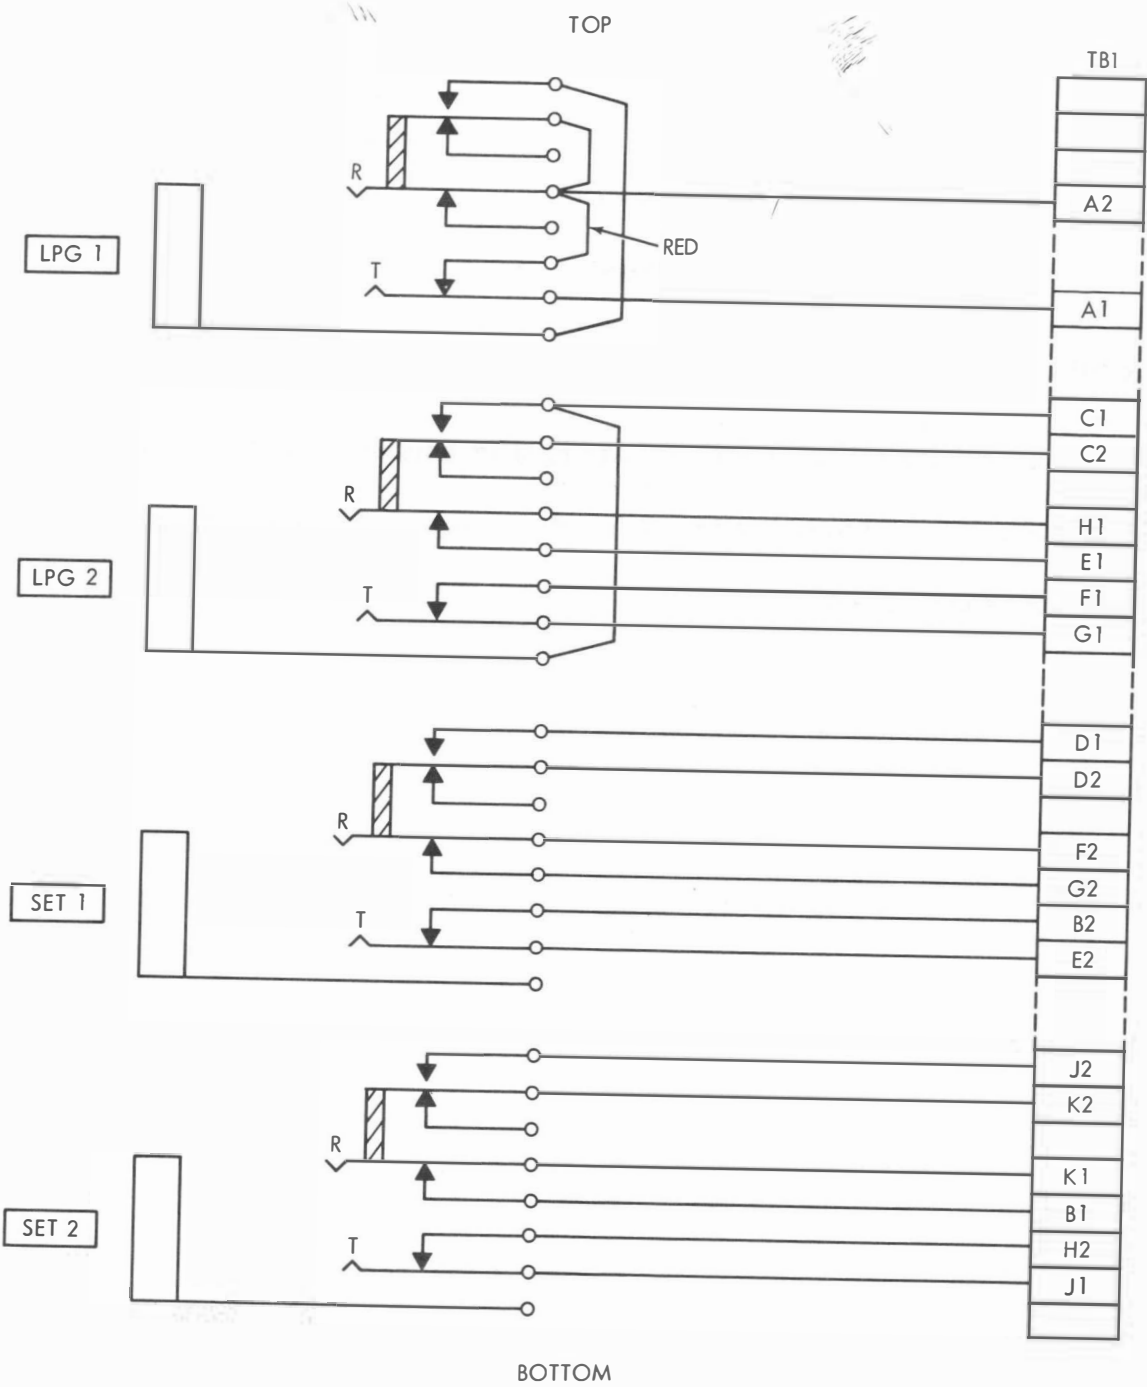 TOP
TB1
R
A2
LPG 1
RED
T
A1
C1
C2
R
H1
E1
LPG 2
T
F1
G1
D1
D2
R
F2
G2
SET 1
T
B2
E2
J2
K2
R
K1
B1
SET 2
T
H2
J1
BOTTOM